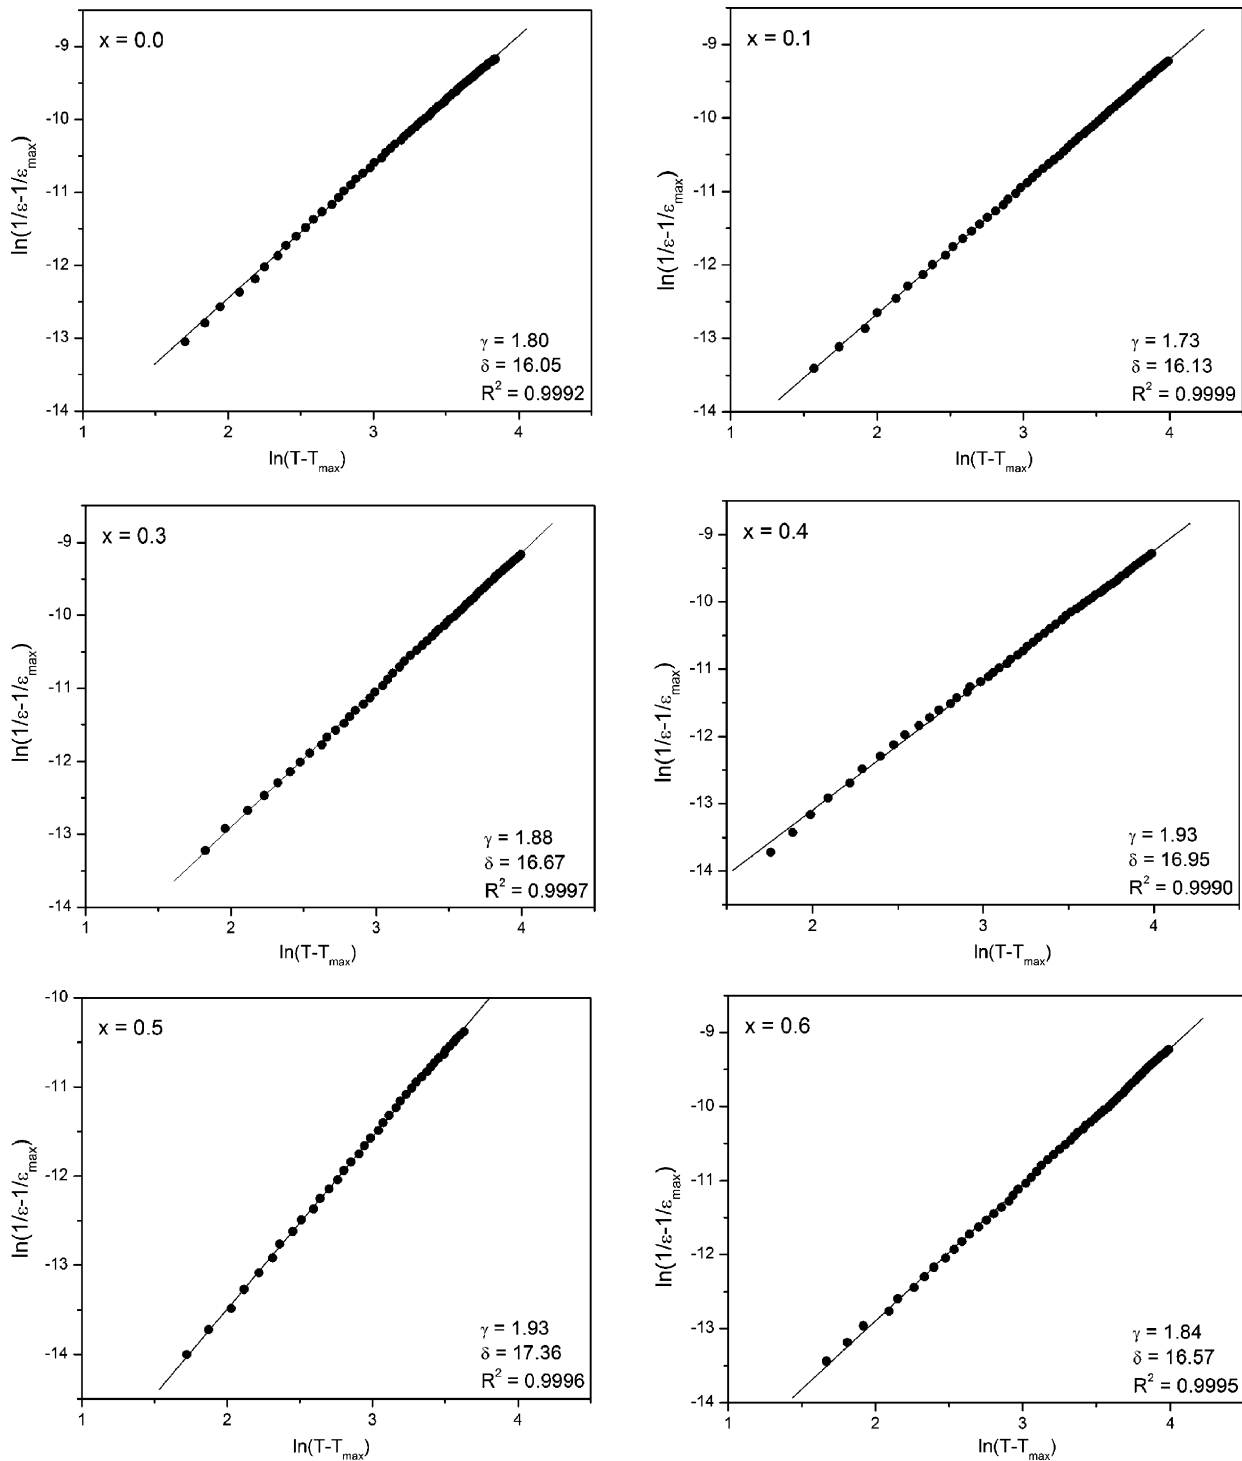 x = 0.0
-9
-10
-11
-12
-13
-14
1
2
3
4
ln(1/ε-1/εmax)
ln(T-Tmax)
γ = 1.80
δ = 16.05
R² = 0.9992
x = 0.1
-9
-10
-11
-12
-13
-14
1
2
3
4
ln(1/ε-1/εmax)
ln(T-Tmax)
γ = 1.73
δ = 16.13
R² = 0.9999
x = 0.3
-9
-10
-11
-12
-13
-14
1
2
3
4
ln(1/ε-1/εmax)
ln(T-Tmax)
γ = 1.88
δ = 16.67
R² = 0.9997
x = 0.4
-9
-10
-11
-12
-13
-14
2
3
4
ln(1/ε-1/εmax)
ln(T-Tmax)
γ = 1.93
δ = 16.95
R² = 0.9990
x = 0.5
-10
-11
-12
-13
-14
1
2
3
4
ln(1/ε-1/εmax)
ln(T-Tmax)
γ = 1.93
δ = 17.36
R² = 0.9996
x = 0.6
-9
-10
-11
-12
-13
-14
1
2
3
4
ln(1/ε-1/εmax)
ln(T-Tmax)
γ = 1.84
δ = 16.57
R² = 0.9995